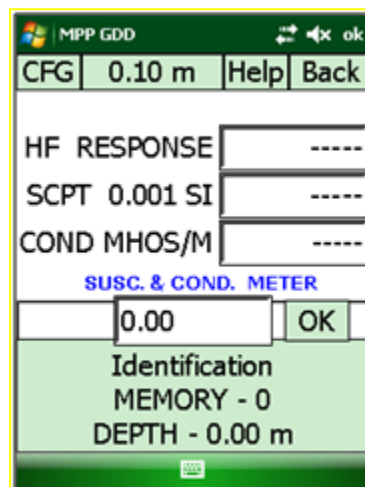 MPP GDD ok
CFG 0.10 m Help Back
HF RESPONSE -----
SCPT 0.001 SI -----
COND MHOS/M -----
SUSC. & COND. METER
0.00 OK
Identification
MEMORY - 0
DEPTH - 0.00 m